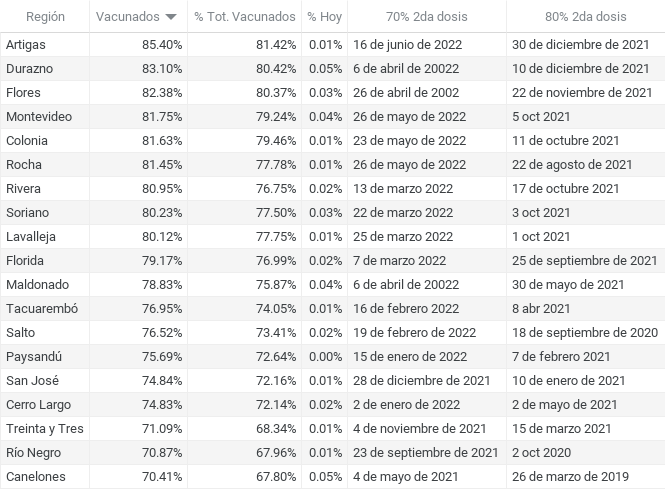 Región Vacunados % Tot. Vacunados % Hoy 70% 2da dosis 80% 2da dosis
Artigas 85.40% 81.42% 0.01% 16 de junio de 2022 30 de diciembre de 2021
Durazno 83.10% 80.42% 0.05% 6 de abril de 20022 10 de diciembre de 2021
Flores 82.38% 80.37% 0.03% 26 de abril de 2002 22 de noviembre de 2021
Montevideo 81.75% 79.24% 0.04% 26 de mayo de 2022 5 oct 2021
Colonia 81.63% 79.46% 0.01% 23 de mayo de 2022 11 de octubre 2021
Rocha 81.45% 77.78% 0.01% 26 de mayo de 2022 22 de agosto de 2021
Rivera 80.95% 76.75% 0.02% 13 de marzo 2022 17 de octubre 2021
Soriano 80.23% 77.50% 0.03% 22 de marzo 2022 3 oct 2021
Lavalleja 80.12% 77.75% 0.01% 25 de marzo 2022 1 oct 2021
Florida 79.17% 76.99% 0.02% 7 de marzo 2022 25 de septiembre de 2021
Maldonado 78.83% 75.87% 0.04% 6 de abril de 20022 30 de mayo de 2021
Tacuarembó 76.95% 74.05% 0.01% 16 de febrero 2022 8 abr 2021
Salto 76.52% 73.41% 0.02% 19 de febrero de 2022 18 de septiembre de 2020
Paysandú 75.69% 72.64% 0.00% 15 de enero de 2022 7 de febrero 2021
San José 74.84% 72.16% 0.01% 28 de diciembre de 2021 10 de enero de 2021
Cerro Largo 74.83% 72.14% 0.02% 2 de enero de 2022 2 de mayo de 2021
Treinta y Tres 71.09% 68.34% 0.01% 4 de noviembre de 2021 15 de marzo 2021
Río Negro 70.87% 67.96% 0.01% 23 de septiembre de 2021 2 oct 2020
Canelones 70.41% 67.80% 0.05% 4 de mayo de 2021 26 de marzo de 2019